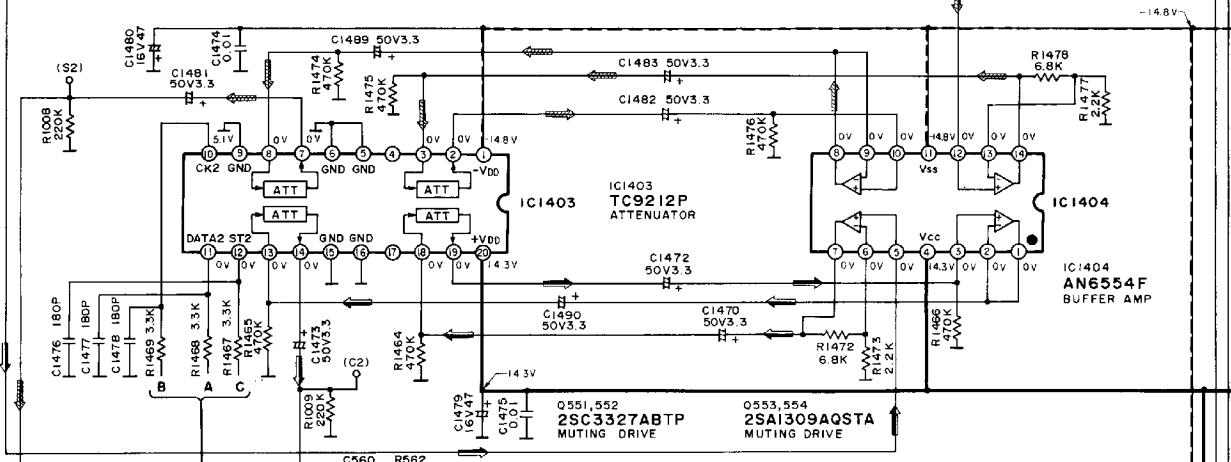 -14.8V
C1480
16V47
+
C1474
0.01
C1489 50V3.3
+
R1474
470K
R1475
470K
C1483 50V3.3
+
C1482 50V3.3
+
R1476
470K
R1478
6.8K
R1477
2.2K
(S2)
C1481
50V3.3
+
R1008
220K
5.1V
0V
0V
0V
0V
0V
-14.8V
10
9
8
7
6
5
4
3
2
1
CK2 GND
GND GND
-VDD
ATT
ATT
ATT
ATT
DATA2 ST2
GND GND
+VDD
11
12
13
14
15
16
17
18
19
20
0V
0V
0V
0V
0V
0V
14.3V
IC1403
IC1403
TC9212P
ATTENUATOR
0V
0V
0V
-14.8V
0V
0V
0V
8
9
10
11
12
13
14
Vss
Vcc
7
6
5
4
3
2
1
0V
0V
0V
14.3V
0V
0V
0V
IC1404
IC1404
AN6554F
BUFFER AMP
C1472
50V3.3
+
C1490
50V3.3
+
C1470
50V3.3
+
R1472
6.8K
R1473
2.2K
R1466
470K
C1476 180P
C1477 180P
C1478 180P
R1469 3.3K
R1468 3.3K
R1467 3.3K
R1465
470K
C1473
50V3.3
+
R1464
470K
B A C
(C2)
R1009
220K
14.3V
C1479
16V47
+
C1475
0.01
Q551,552
2SC3327ABTP
MUTING DRIVE
Q553,554
2SA1309AQSTA
MUTING DRIVE
C560 R562